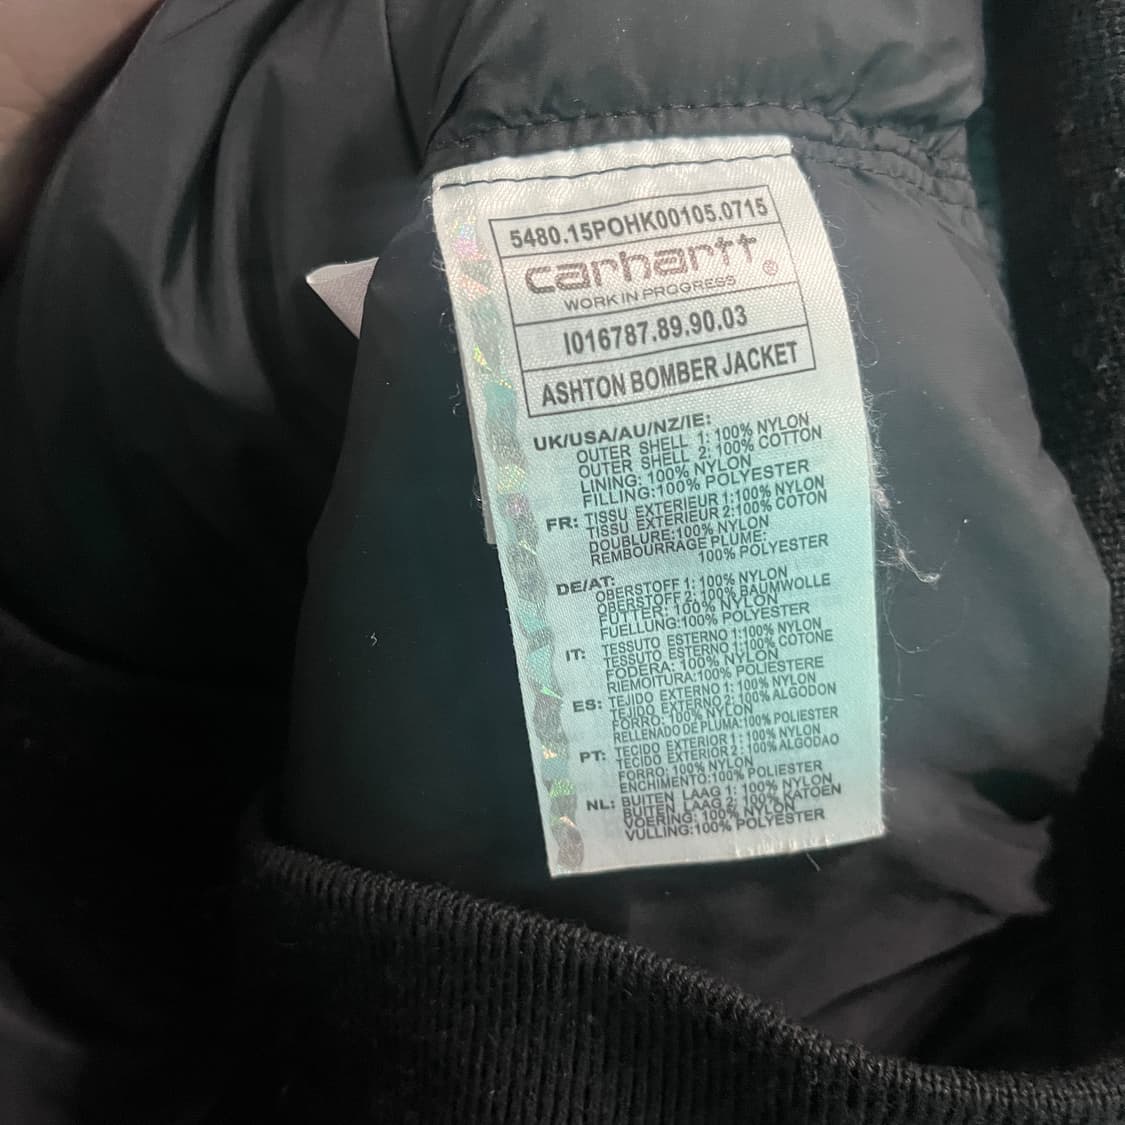 5480.15POHK00105.0715
carhartt®
WORK IN PROGRESS
I016787.89.90.03
ASHTON BOMBER JACKET
UK/USA/AU/NZ/IE:
OUTER SHELL 1: 100% NYLON
OUTER SHELL 2: 100% COTTON
LINING: 100% NYLON
FILLING:100% POLYESTER
FR: TISSU EXTERIEUR 1:100% NYLON
TISSU EXTERIEUR 2:100% COTON
DOUBLURE:100% NYLON
REMBOURRAGE PLUME:
100% POLYESTER
DE/AT:
OBERSTOFF 1: 100% NYLON
OBERSTOFF 2: 100% BAUMWOLLE
FUTTER: 100% NYLON
FUELLUNG:100% POLYESTER
IT: TESSUTO ESTERNO 1:100% NYLON
TESSUTO ESTERNO 1:100% COTONE
FODERA: 100% NYLON
RIEMOITURA:100% POLIESTERE
ES: TEJIDO EXTERNO 1: 100% NYLON
TEJIDO EXTERNO 2: 100% ALGODON
FORRO: 100% NYLON
RELLENADO DE PLUMA:100% POLIESTER
PT: TECIDO EXTERIOR 1 : 100% NYLON
TECIDO EXTERIOR 2 : 100% ALGODAO
FORRO: 100% NYLON
ENCHIMENTO:100% POLIESTER
NL: BUITEN LAAG 1: 100% NYLON
BUITEN LAAG 2: 100% KATOEN
VOERING: 100% NYLON
VULLING:100% POLYESTER